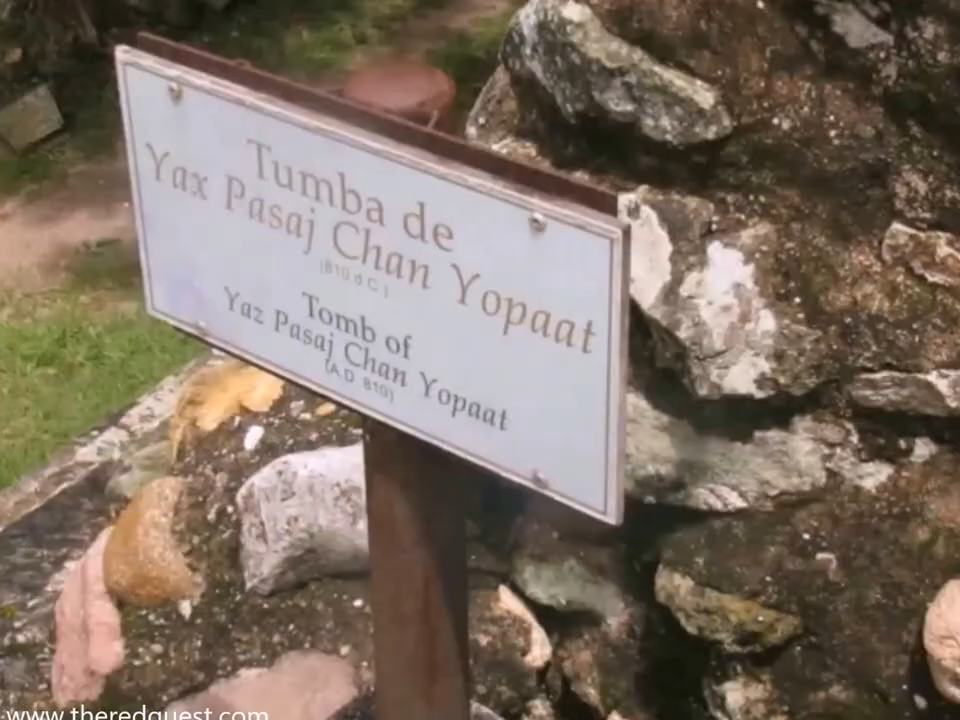 Tumba de
Yax Pasaj Chan Yopaat
(810 d C )
Tomb of
Yaz Pasaj Chan Yopaat
(A.D. 810)
www.theredquest.com